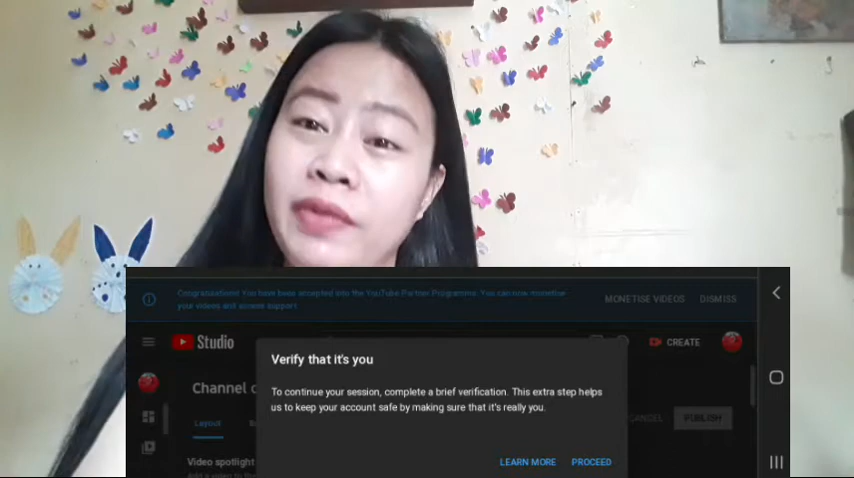 Congratulations! You have been accepted into the YouTube Partner Programme. You can now monetise
your videos and access support.
MONETISE VIDEOS
DISMISS
Studio
CREATE
Verify that it's you
Channel c
To continue your session, complete a brief verification. This extra step helps
us to keep your account safe by making sure that it's really you.
CANCEL
PUBLISH
Layout
LEARN MORE
PROCEED
Video spotlight